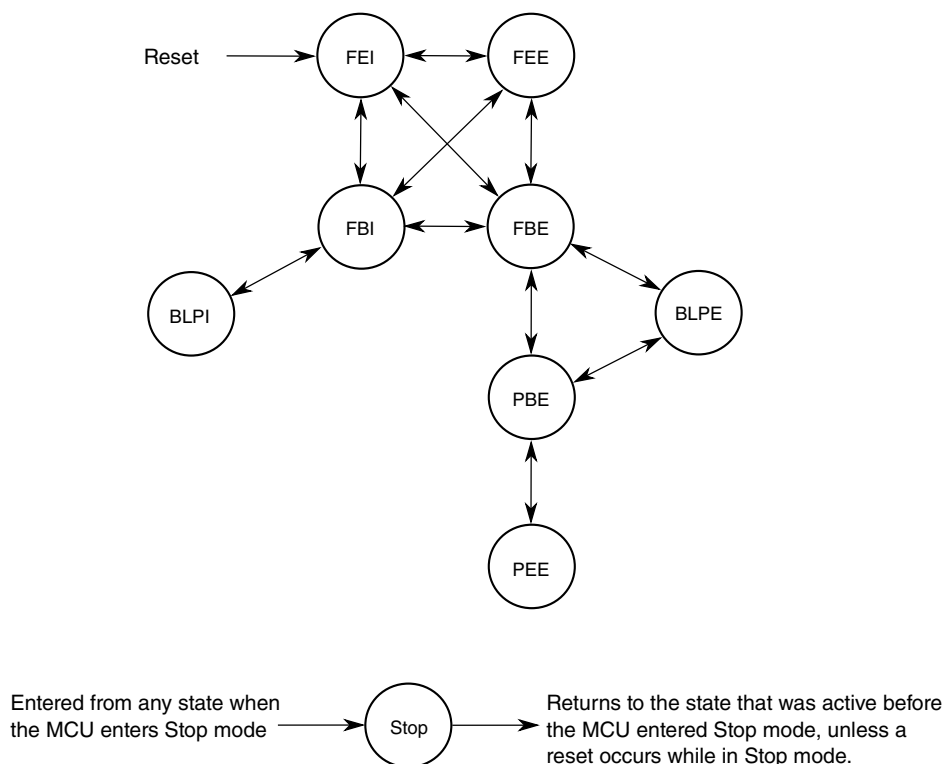 Reset
FEI
FEE
FBI
FBE
BLPI
BLPE
PBE
PEE
Entered from any state when
the MCU enters Stop mode
Stop
Returns to the state that was active before
the MCU entered Stop mode, unless a
reset occurs while in Stop mode.